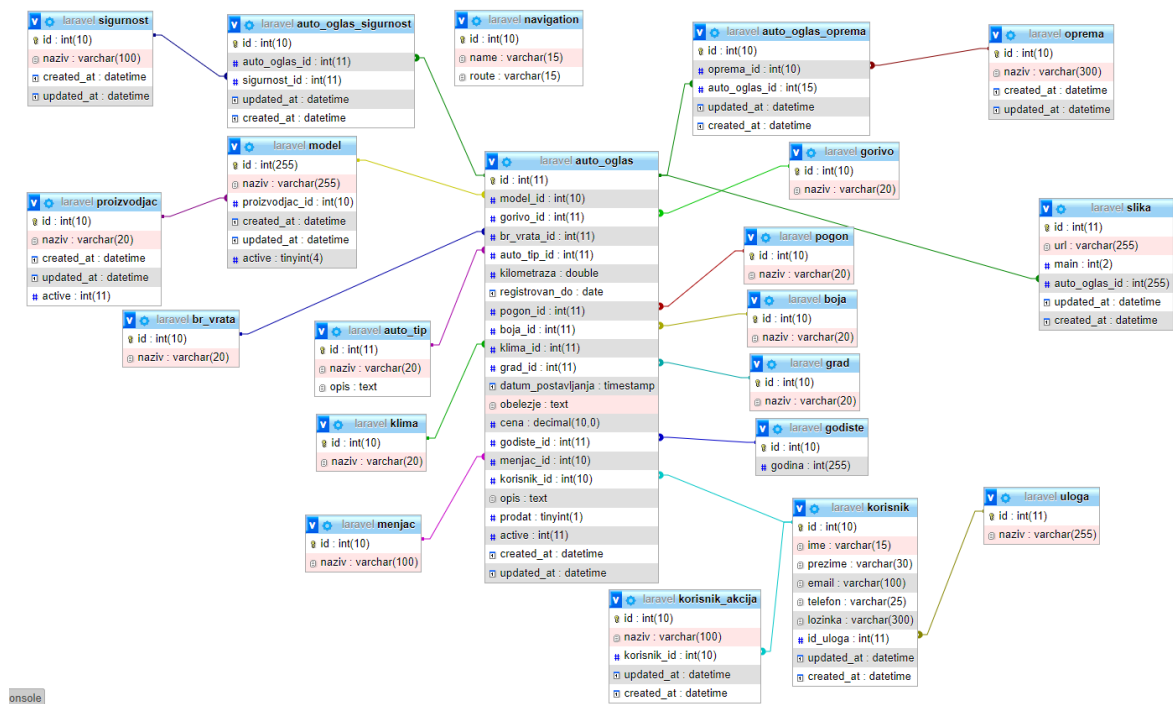 laravel sigurnost
id : int(10)
naziv : varchar(100)
created_at : datetime
updated_at : datetime
laravel auto_oglas_sigurnost
id : int(10)
auto_oglas_id : int(11)
sigurnost_id : int(11)
updated_at : datetime
created_at : datetime
laravel navigation
id : int(10)
name : varchar(15)
route : varchar(15)
laravel auto_oglas_oprema
id : int(10)
oprema_id : int(10)
auto_oglas_id : int(15)
updated_at : datetime
created_at : datetime
laravel oprema
id : int(10)
naziv : varchar(300)
created_at : datetime
updated_at : datetime
laravel model
id : int(255)
naziv : varchar(255)
proizvodjac_id : int(10)
created_at : datetime
updated_at : datetime
active : tinyint(4)
laravel proizvodjac
id : int(10)
naziv : varchar(20)
created_at : datetime
updated_at : datetime
active : int(11)
laravel auto_oglas
id : int(11)
model_id : int(10)
gorivo_id : int(11)
br_vrata_id : int(11)
auto_tip_id : int(11)
kilometraza : double
registrovan_do : date
pogon_id : int(11)
boja_id : int(11)
klima_id : int(11)
grad_id : int(11)
datum_postavljanja : timestamp
obelezje : text
cena : decimal(10,0)
godiste_id : int(11)
menjac_id : int(10)
korisnik_id : int(10)
opis : text
prodat : tinyint(1)
active : int(11)
created_at : datetime
updated_at : datetime
laravel gorivo
id : int(10)
naziv : varchar(20)
laravel slika
id : int(11)
url : varchar(255)
main : int(2)
auto_oglas_id : int(255)
updated_at : datetime
created_at : datetime
laravel pogon
id : int(10)
naziv : varchar(20)
laravel boja
id : int(10)
naziv : varchar(20)
laravel br_vrata
id : int(10)
naziv : varchar(20)
laravel auto_tip
id : int(11)
naziv : varchar(20)
opis : text
laravel grad
id : int(10)
naziv : varchar(20)
laravel klima
id : int(10)
naziv : varchar(20)
laravel godiste
id : int(10)
godina : int(255)
laravel menjac
id : int(10)
naziv : varchar(100)
laravel korisnik
id : int(10)
ime : varchar(15)
prezime : varchar(30)
email : varchar(100)
telefon : varchar(25)
lozinka : varchar(300)
id_uloga : int(11)
updated_at : datetime
created_at : datetime
laravel uloga
id : int(11)
naziv : varchar(255)
laravel korisnik_akcija
id : int(10)
naziv : varchar(100)
korisnik_id : int(10)
updated_at : datetime
created_at : datetime
onsole